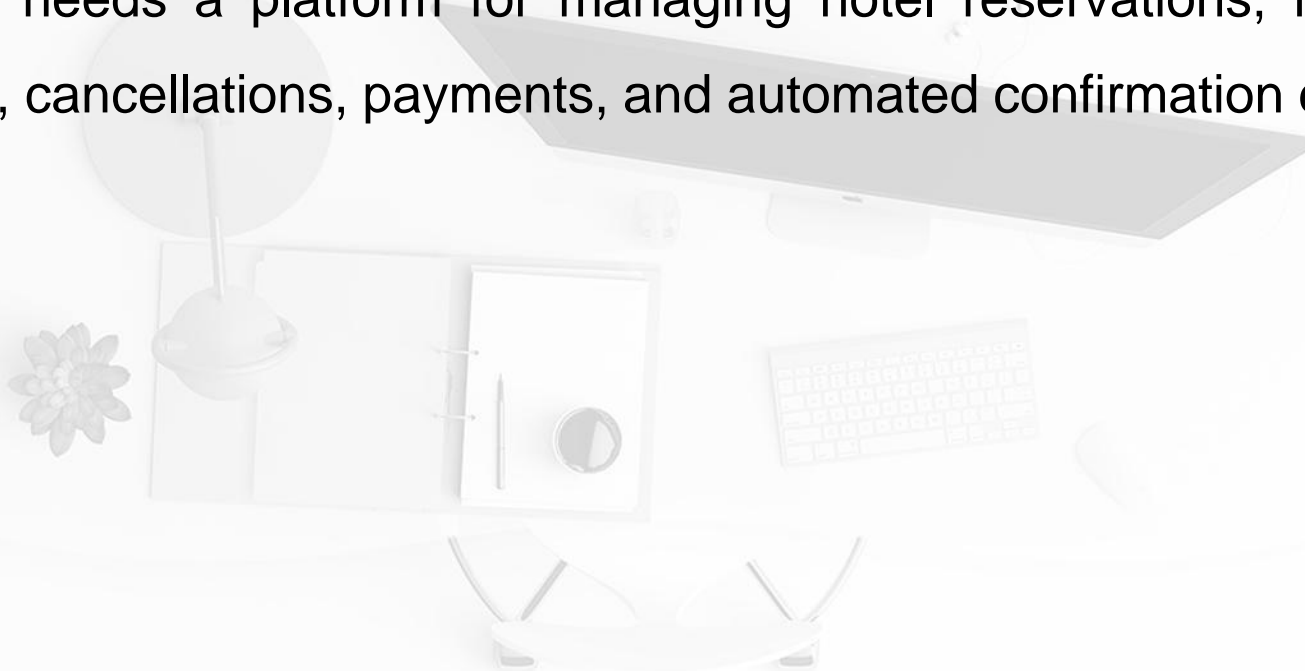 needs a platform for managing hotel reservations,
, cancellations, payments, and automated confirmation